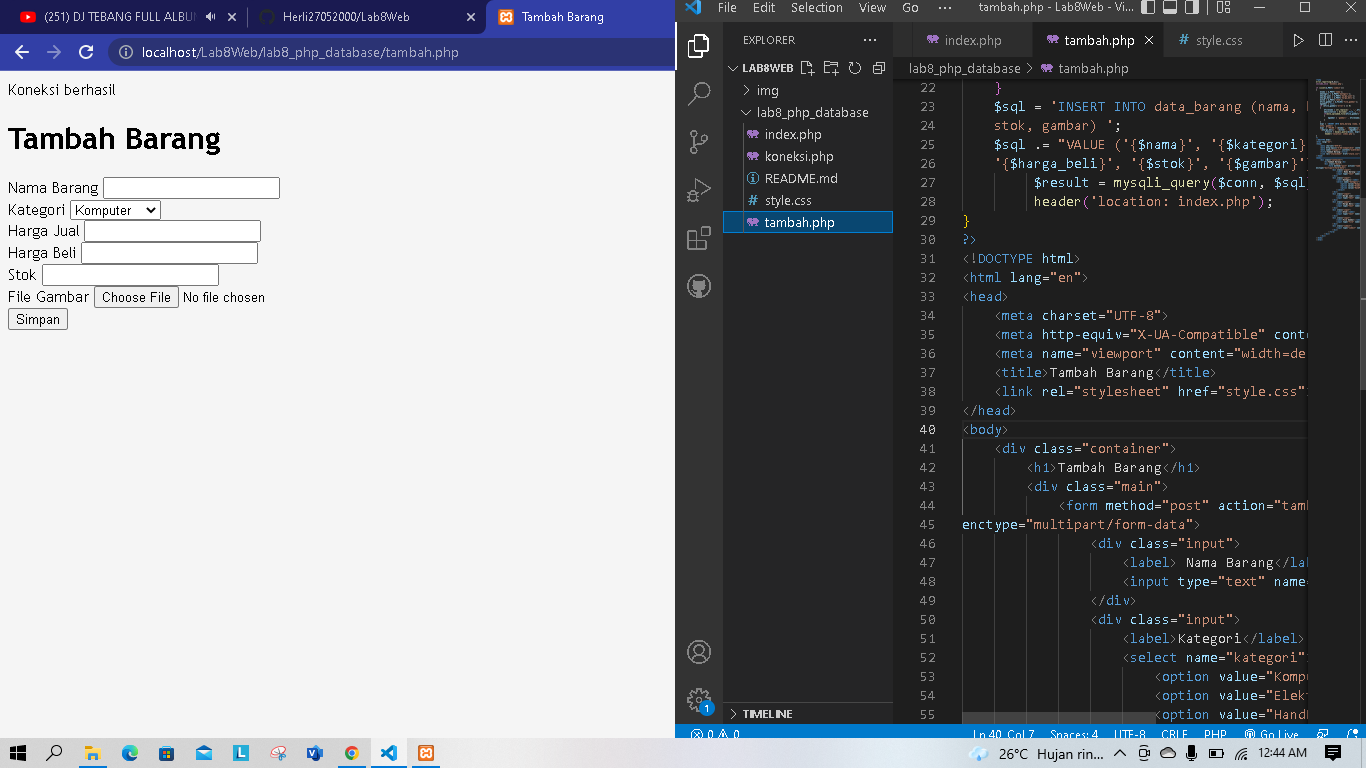 (251) DJ TEBANG FULL ALBU
Herli27052000/Lab8Web
Tambah Barang
localhost/Lab8Web/lab8_php_database/tambah.php
Koneksi berhasil
Tambah Barang
Nama Barang
Kategori Komputer
Harga Jual
Harga Beli
Stok
File Gambar Choose File No file chosen
Simpan
File Edit Selection View Go ··· tambah.php - Lab8Web - Vi...
EXPLORER ···
LAB8WEB
img
lab8_php_database
index.php
koneksi.php
README.md
# style.css
tambah.php
TIMELINE
index.php tambah.php # style.css
lab8_php_database > tambah.php
22 }
23 $sql = 'INSERT INTO data_barang (nama,
24 stok, gambar) ';
25 $sql .= "VALUE ('{$nama}', '{$kategori}
26 '{$harga_beli}', '{$stok}', '{$gambar}'
27 $result = mysqli_query($conn, $sql
28 header('location: index.php');
29 }
30 ?>
31 <!DOCTYPE html>
32 <html lang="en">
33 <head>
34 <meta charset="UTF-8">
35 <meta http-equiv="X-UA-Compatible" conte
36 <meta name="viewport" content="width=de
37 <title>Tambah Barang</title>
38 <link rel="stylesheet" href="style.css"
39 </head>
40 <body>
41 <div class="container">
42 <h1>Tambah Barang</h1>
43 <div class="main">
44 <form method="post" action="tamb
45 enctype="multipart/form-data">
46 <div class="input">
47 <label> Nama Barang</la
48 <input type="text" name=
49 </div>
50 <div class="input">
51 <label>Kategori</label>
52 <select name="kategori"
53 <option value="Komp
54 <option value="Elek
55 <option value="Hand
1
0 0 Ln 40, Col 7 Spaces: 4 UTF-8 CRLF PHP Go Live
26°C Hujan rin... 12:44 AM